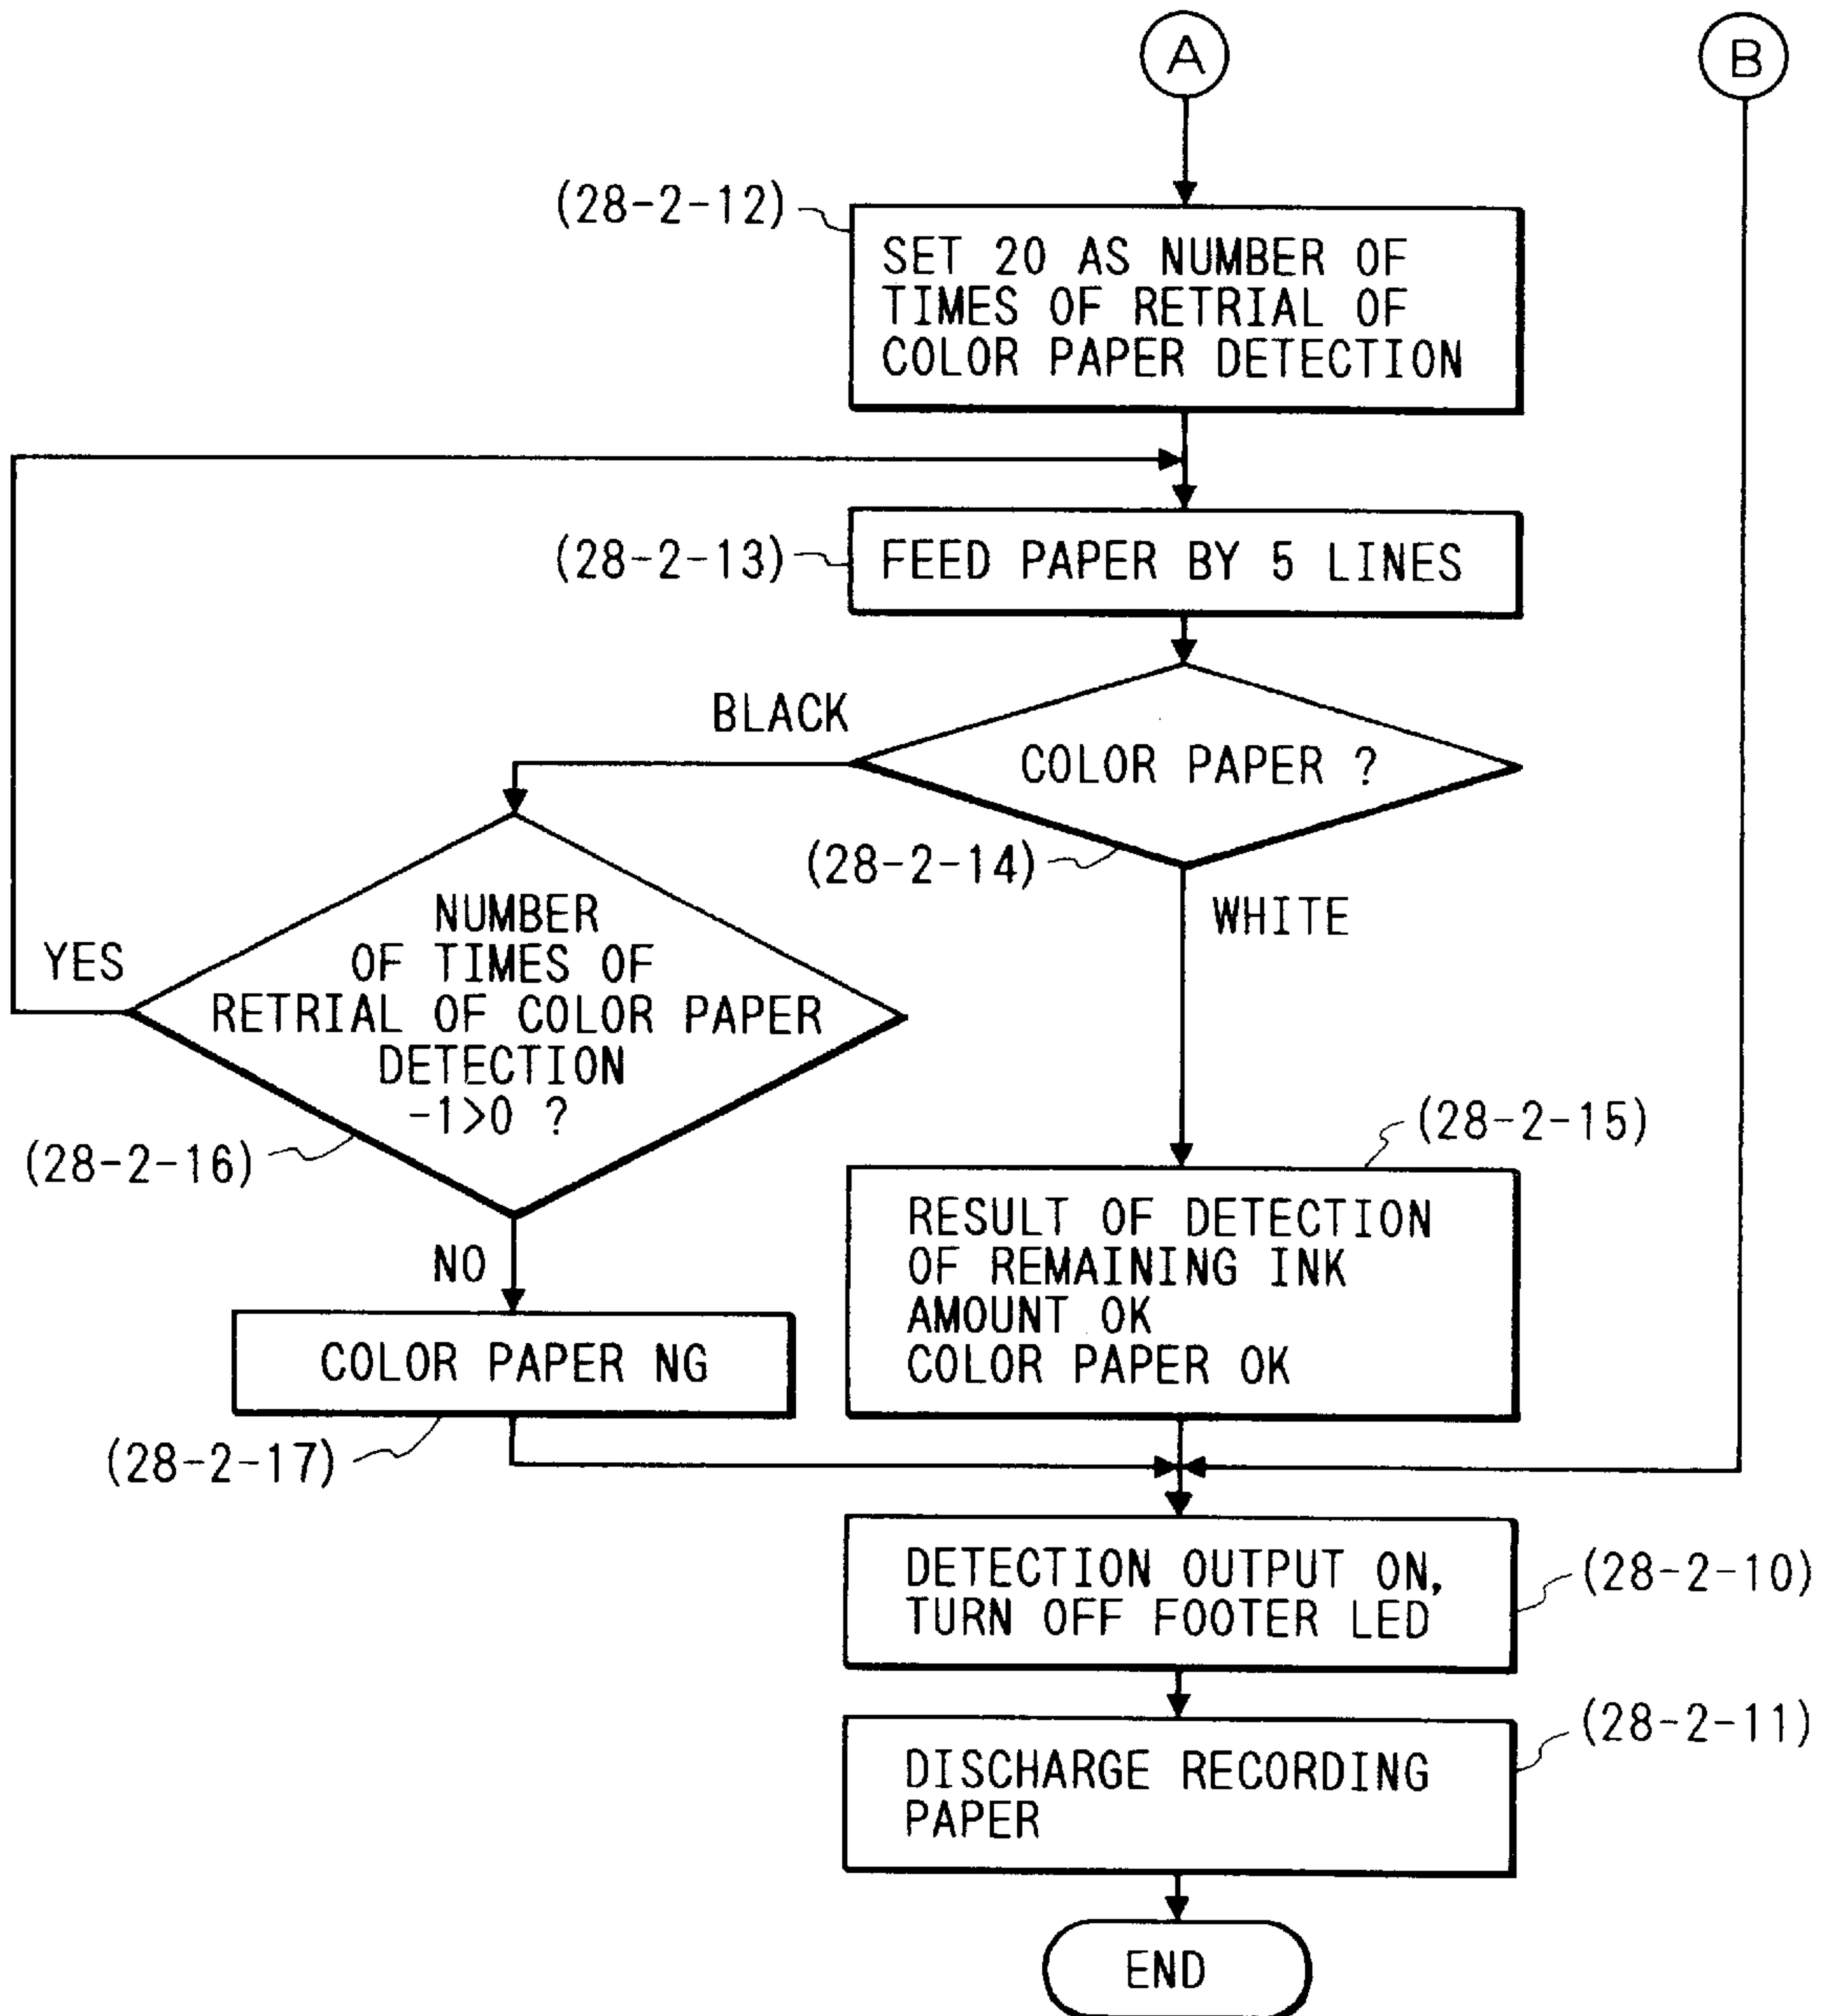 A
B
(28-2-12)
SET 20 AS NUMBER OF
TIMES OF RETRIAL OF
COLOR PAPER DETECTION
(28-2-13)
FEED PAPER BY 5 LINES
BLACK
COLOR PAPER ?
(28-2-14)
WHITE
YES
NUMBER
OF TIMES OF
RETRIAL OF COLOR PAPER
DETECTION
-1>0 ?
(28-2-16)
NO
(28-2-15)
RESULT OF DETECTION
OF REMAINING INK
AMOUNT OK
COLOR PAPER OK
COLOR PAPER NG
(28-2-17)
DETECTION OUTPUT ON,
TURN OFF FOOTER LED
(28-2-10)
DISCHARGE RECORDING
PAPER
(28-2-11)
END